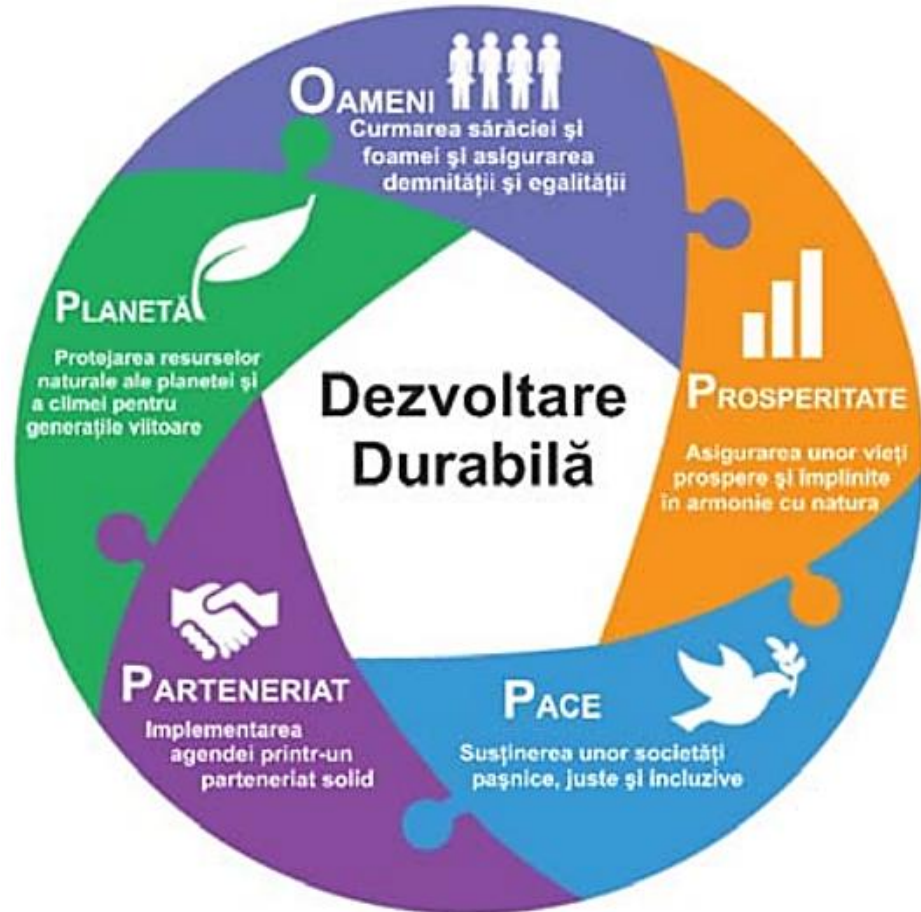 OAMENI
Curmarea sărăciei şi
foamei şi asigurarea
demnităţii şi egalităţii
PROSPERITATE
Asigurarea unor vieţi
prospere şi împlinite
în armonie cu natura
PACE
Susţinerea unor societăţi
paşnice, juste şi incluzive
PARTENERIAT
Implementarea
agendei printr-un
parteneriat solid
PLANETĂ
Protejarea resurselor
naturale ale planetei şi
a climei pentru
generaţiile viitoare
Dezvoltare
Durabilă